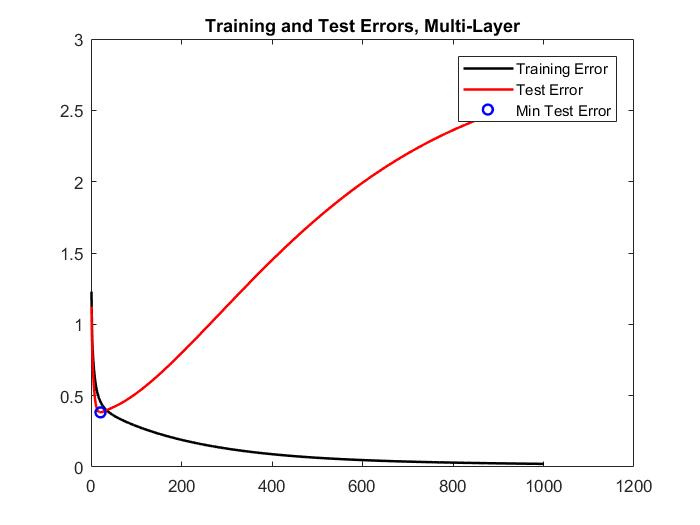 Training and Test Errors, Multi-Layer
3
2.5
2
1.5
1
0.5
0
Training Error
Test Error
Min Test Error
0 200 400 600 800 1000 1200